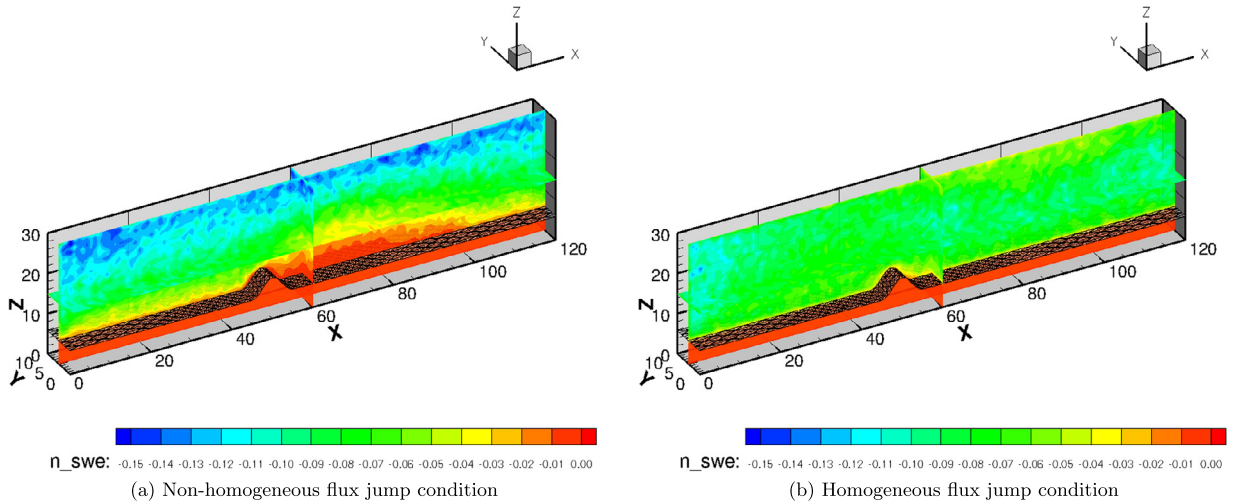 Z
Y
X
Z
Y
X
30
20
10
0
Z
10
5
0
Y
0
20
40
60
80
100
120
X
30
20
10
0
Z
10
5
0
Y
0
20
40
60
80
100
120
X
n_swe: -0.15 -0.14 -0.13 -0.12 -0.11 -0.10 -0.09 -0.08 -0.07 -0.06 -0.05 -0.04 -0.03 -0.02 -0.01 0.00
n_swe: -0.15 -0.14 -0.13 -0.12 -0.11 -0.10 -0.09 -0.08 -0.07 -0.06 -0.05 -0.04 -0.03 -0.02 -0.01 0.00
(a) Non-homogeneous flux jump condition
(b) Homogeneous flux jump condition